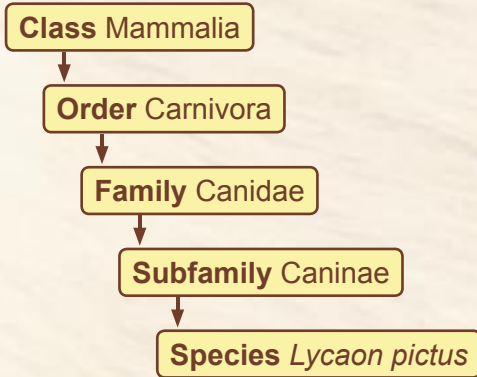 Class Mammalia
Order Carnivora
Family Canidae
Subfamily Caninae
Species Lycaon pictus